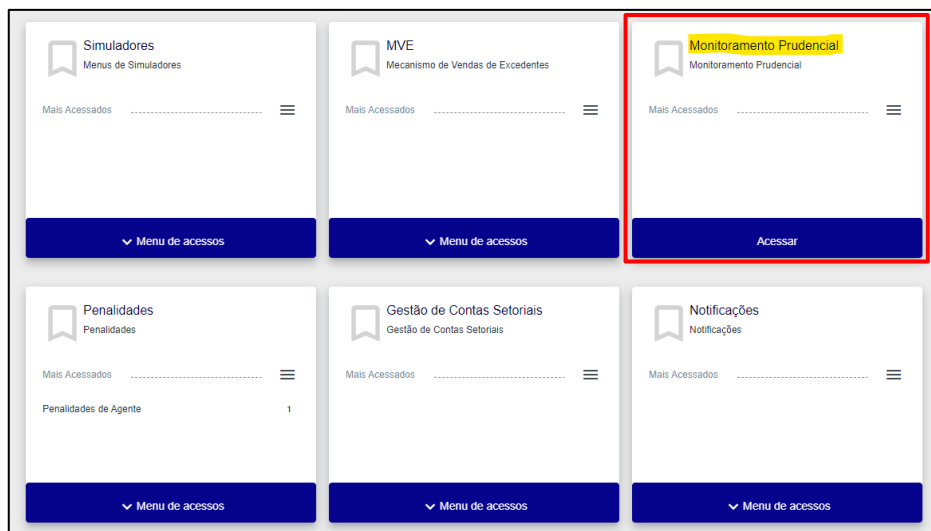 Simuladores
Menus de Simuladores
Mais Acessados
Menu de acessos
MVE
Mecanismo de Vendas de Excedentes
Mais Acessados
Menu de acessos
Monitoramento Prudencial
Monitoramento Prudencial
Mais Acessados
Acessar
Penalidades
Penalidades
Mais Acessados
Penalidades de Agente 1
Menu de acessos
Gestão de Contas Setoriais
Gestão de Contas Setoriais
Mais Acessados
Menu de acessos
Notificações
Notificações
Mais Acessados
Menu de acessos